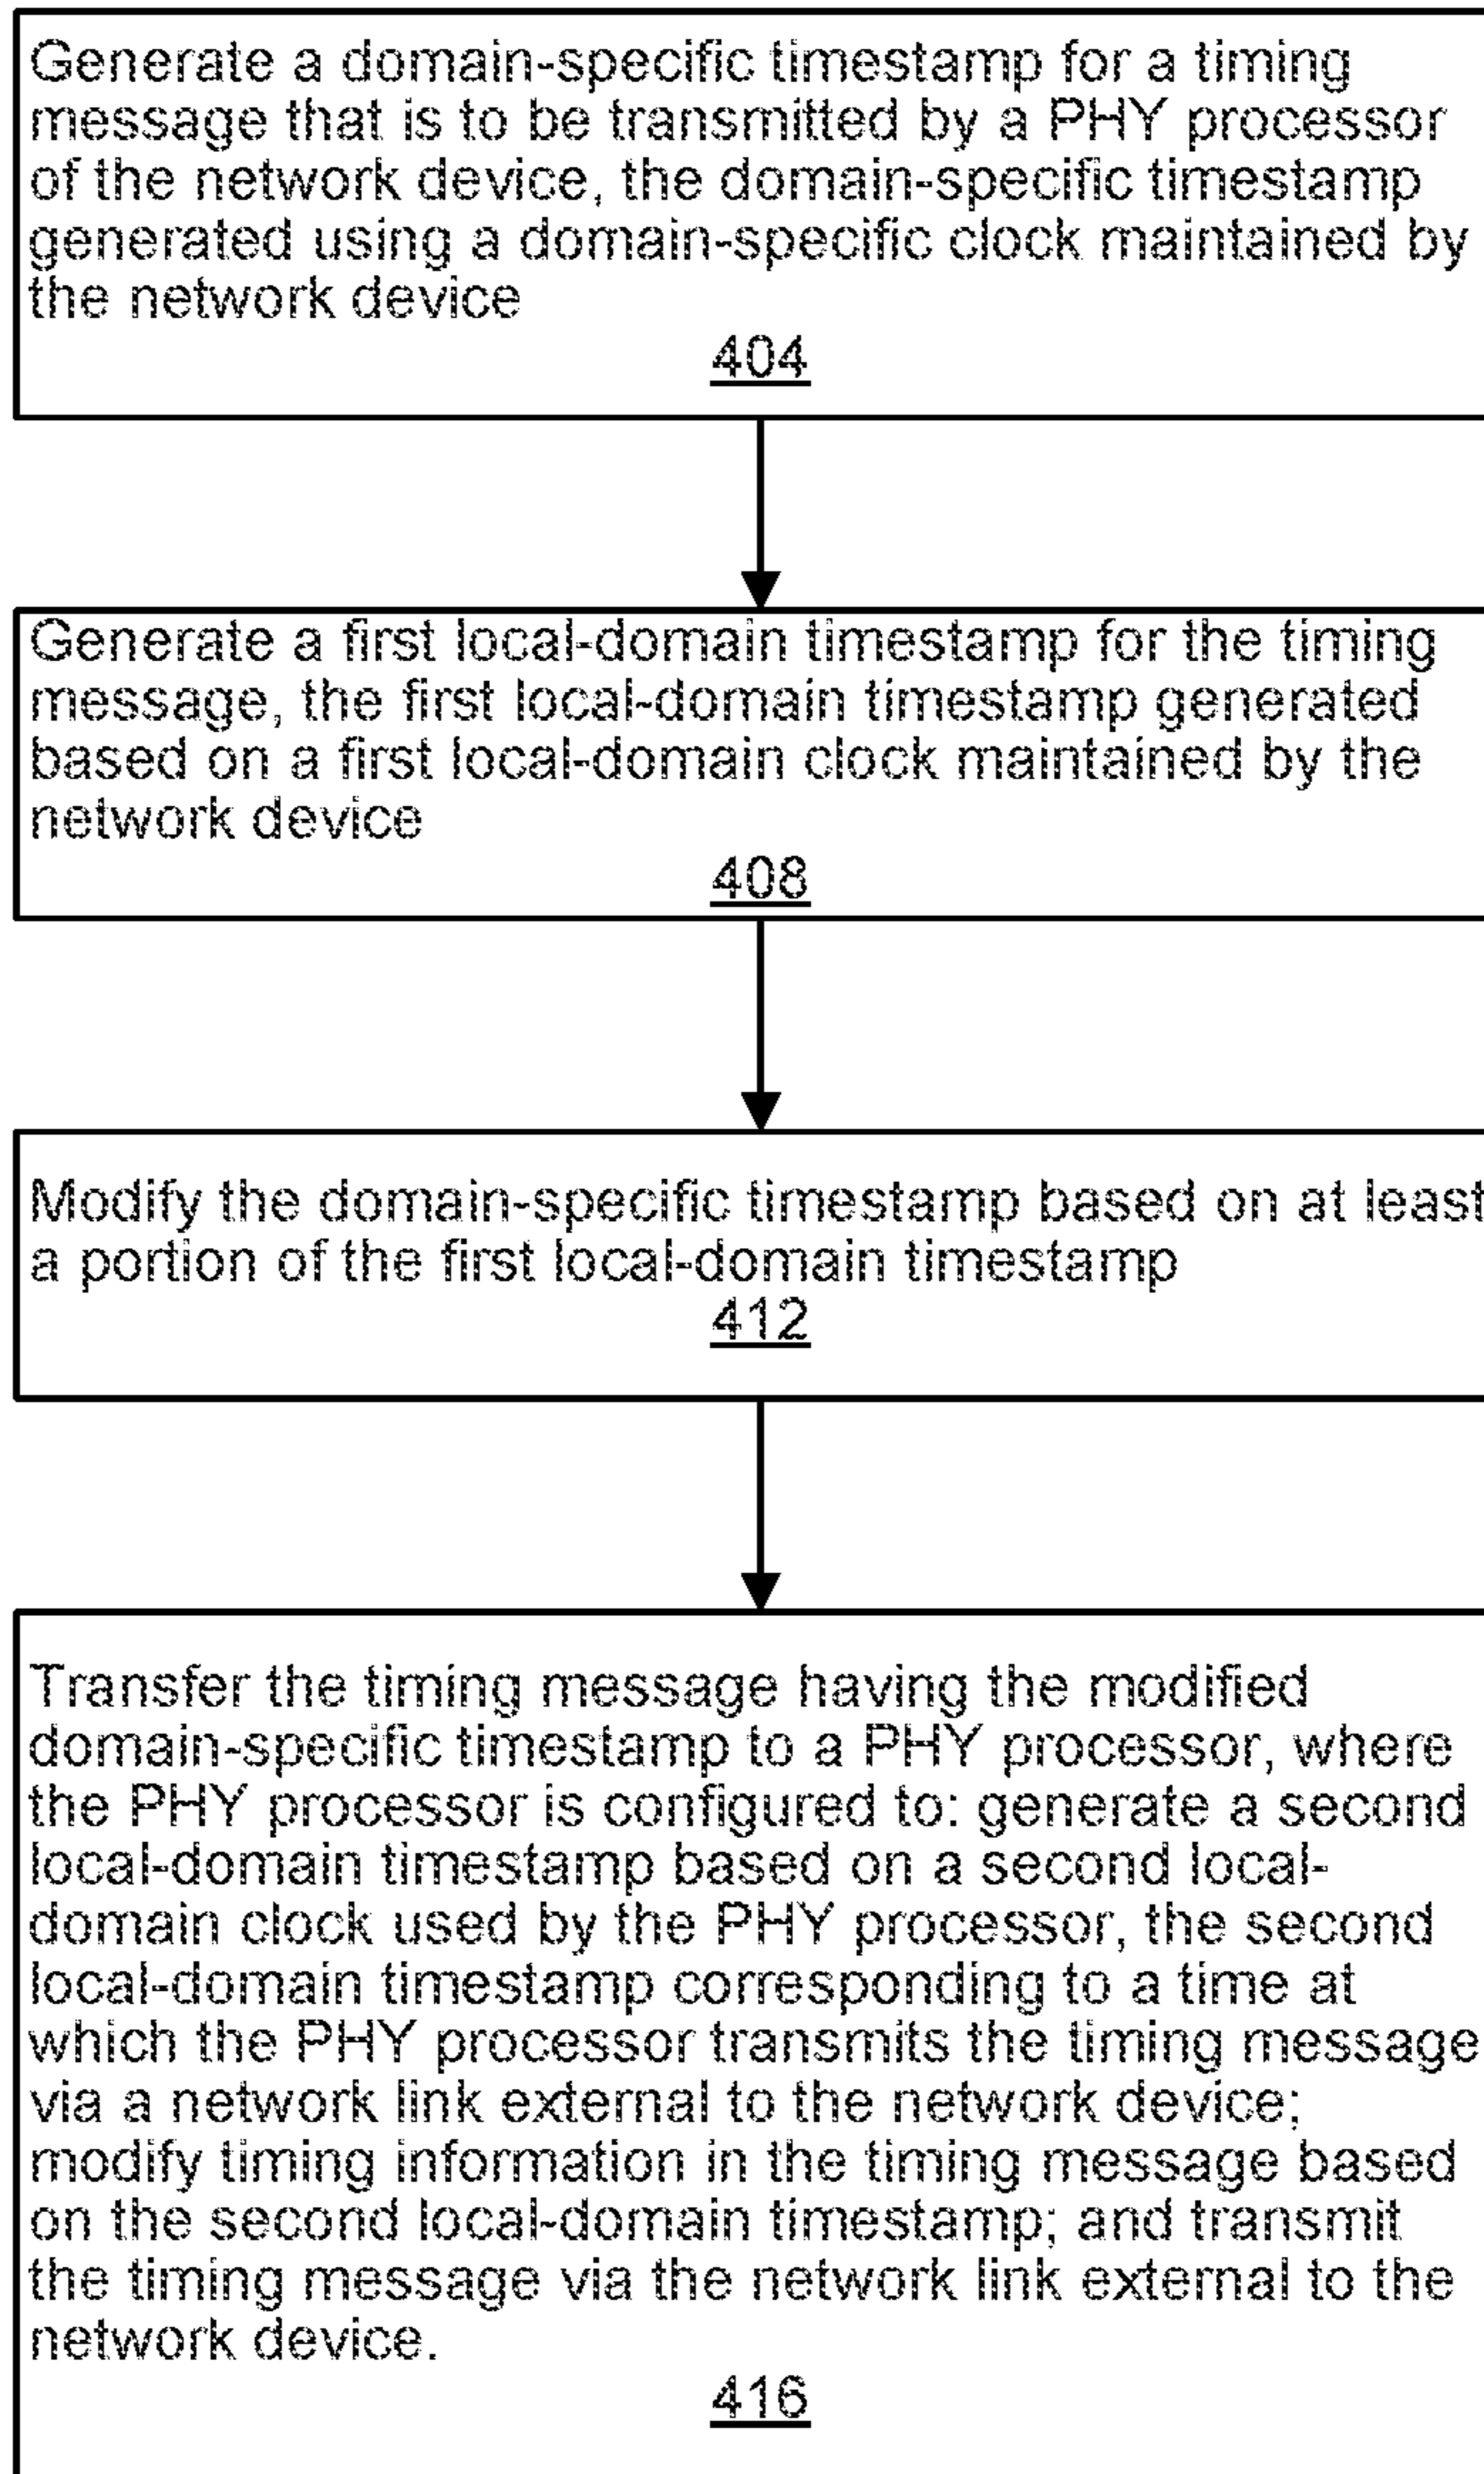 Generate a domain-specific timestamp for a timing
message that is to be transmitted by a PHY processor
of the network device, the domain-specific timestamp
generated using a domain-specific clock maintained by
the network device
404
Generate a first local-domain timestamp for the timing
message, the first local-domain timestamp generated
based on a first local-domain clock maintained by the
network device
408
Modify the domain-specific timestamp based on at least
a portion of the first local-domain timestamp
412
Transfer the timing message having the modified
domain-specific timestamp to a PHY processor, where
the PHY processor is configured to: generate a second
local-domain timestamp based on a second local-
domain clock used by the PHY processor, the second
local-domain timestamp corresponding to a time at
which the PHY processor transmits the timing message
via a network link external to the network device;
modify timing information in the timing message based
on the second local-domain timestamp; and transmit
the timing message via the network link external to the
network device.
416